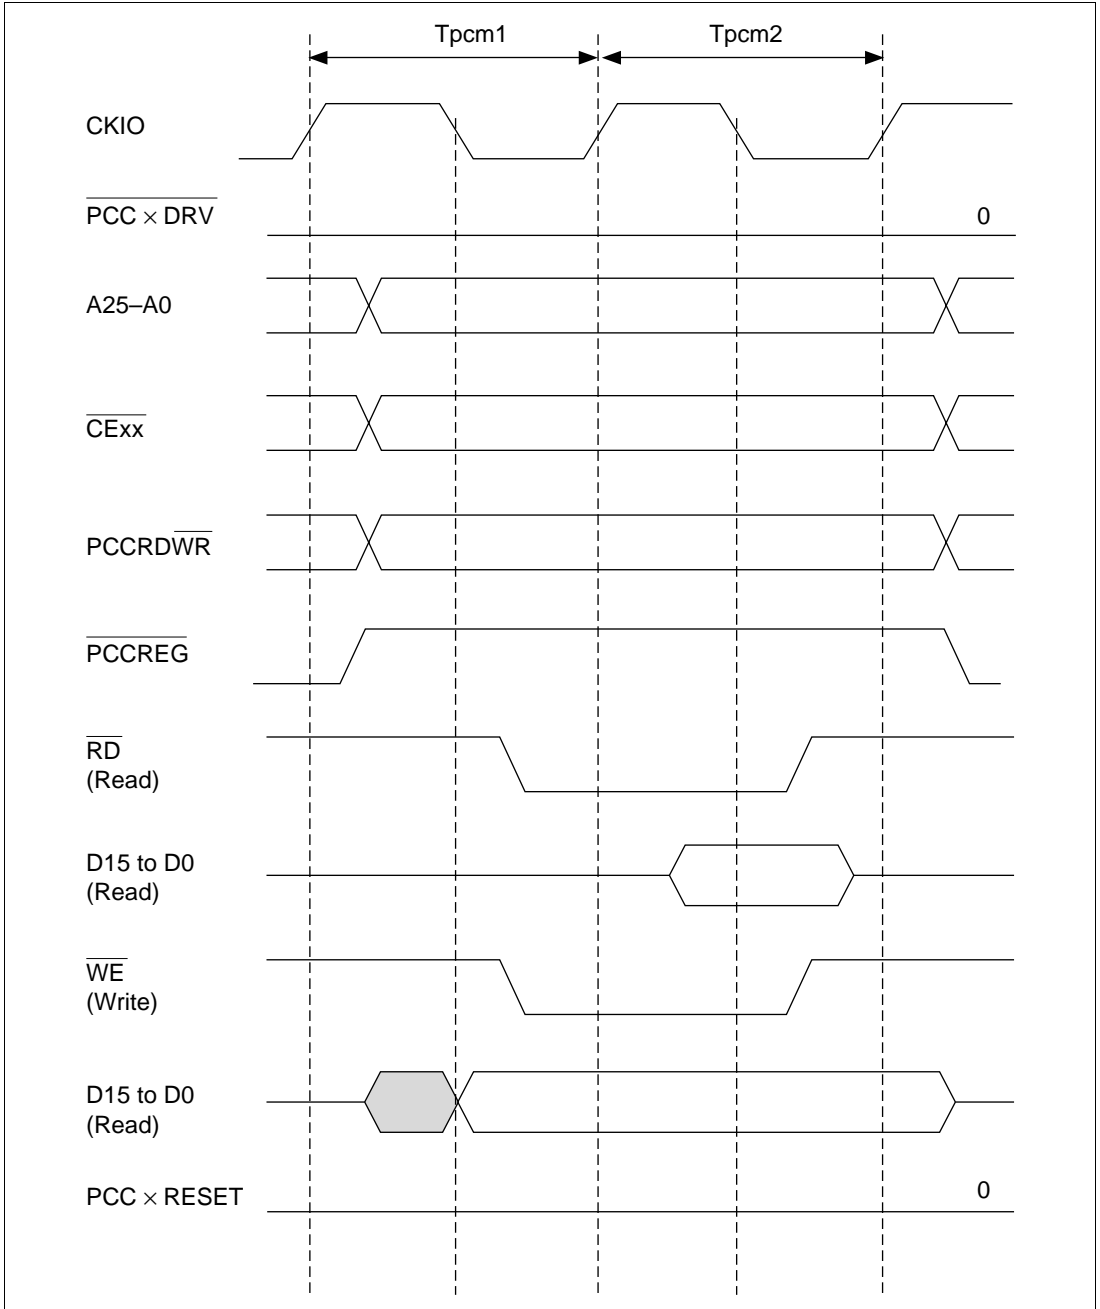 Tpcm1 Tpcm2
CKIO
PCC × DRV 0
A25–A0
CExx
PCCRDWR
PCCREG
RD
(Read)
D15 to D0
(Read)
WE
(Write)
D15 to D0
(Read)
PCC × RESET 0